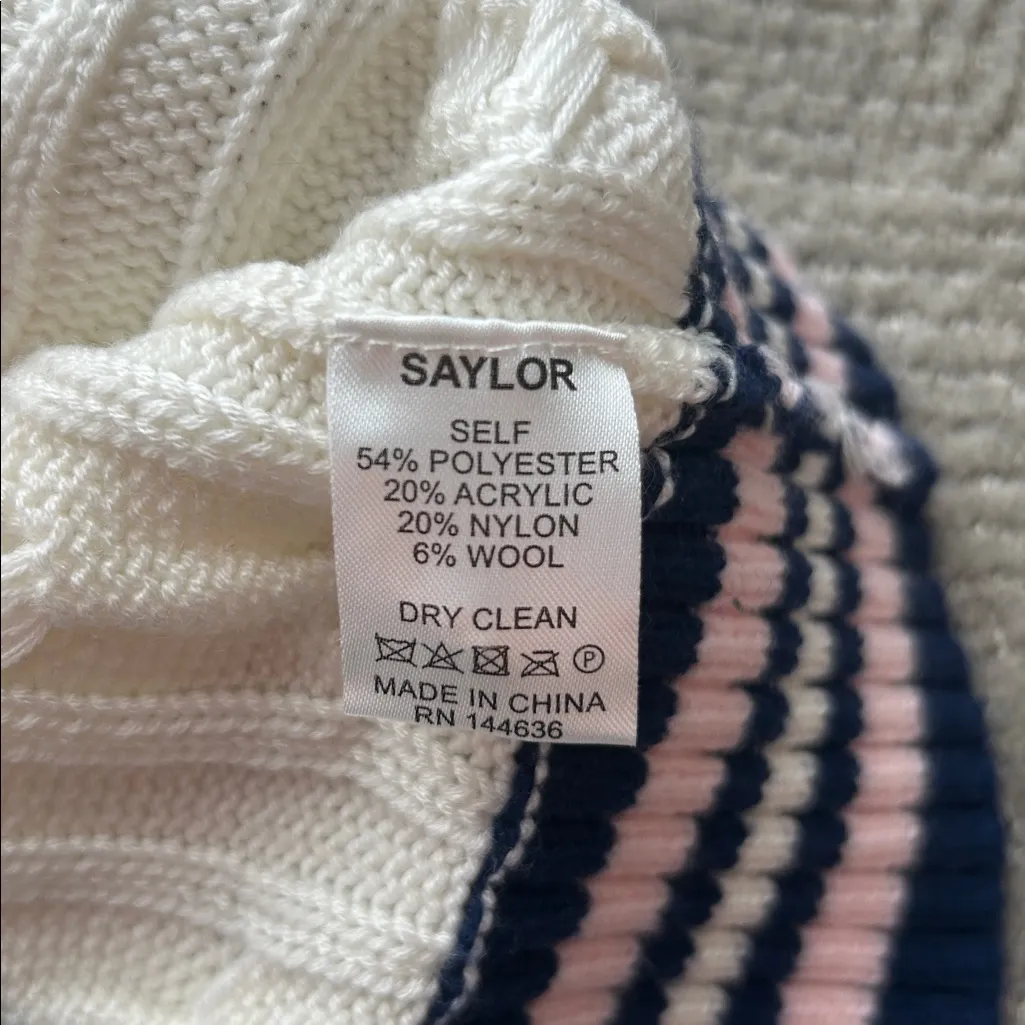 SAYLOR
SELF
54% POLYESTER
20% ACRYLIC
20% NYLON
6% WOOL
DRY CLEAN
P
MADE IN CHINA
RN 144636